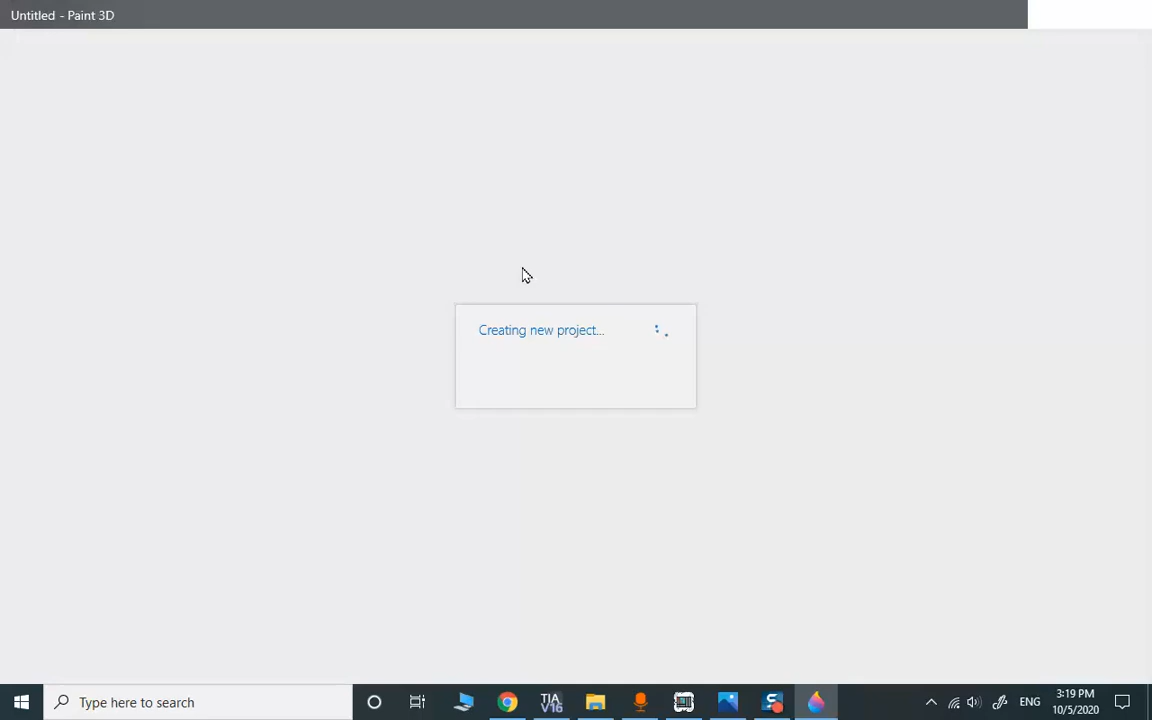 Untitled - Paint 3D
Creating new project...
Type here to search
TIA
V16
ENG
3:19 PM
10/5/2020